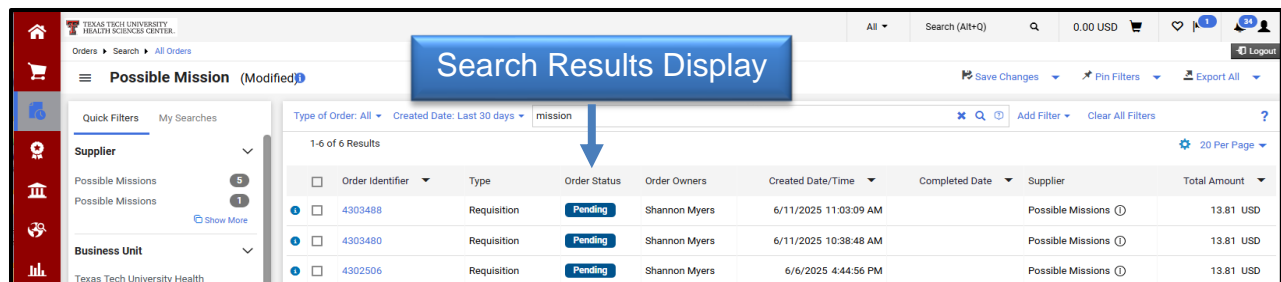 TEXAS TECH UNIVERSITY
HEALTH SCIENCES CENTER.
All
Search (Alt+Q)
0.00 USD
1
34
Orders
Search
All Orders
Logout
Search Results Display
Possible Mission (Modified)
Save Changes
Pin Filters
Export All
Quick Filters
My Searches
Type of Order: All
Created Date: Last 30 days
mission
Add Filter
Clear All Filters
?
Supplier
1-6 of 6 Results
20 Per Page
Possible Missions 5
Possible Missions 1
Show More
Business Unit
Texas Tech University Health
Order Identifier Type Order Status Order Owners Created Date/Time Completed Date Supplier Total Amount
4303488 Requisition Pending Shannon Myers 6/11/2025 11:03:09 AM Possible Missions 13.81 USD
4303480 Requisition Pending Shannon Myers 6/11/2025 10:38:48 AM Possible Missions 13.81 USD
4302506 Requisition Pending Shannon Myers 6/6/2025 4:44:56 PM Possible Missions 13.81 USD